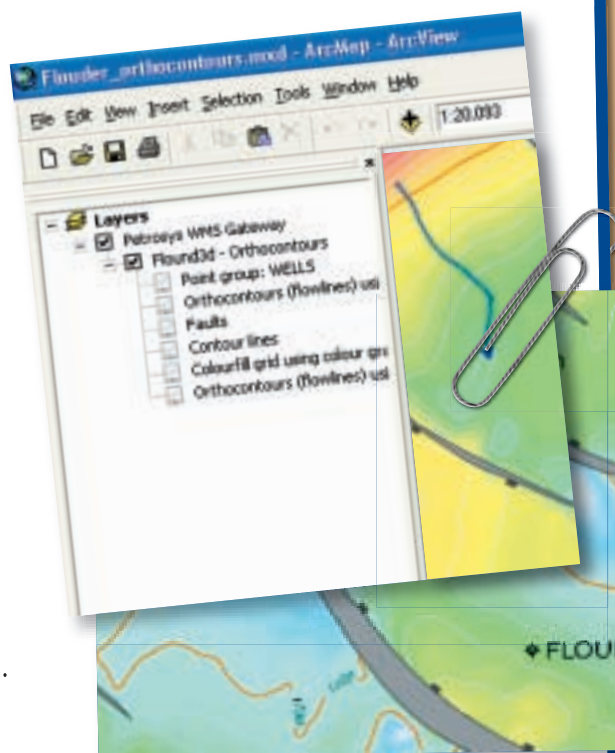 Flounder_orthocontours.mxd - ArcMap - ArcView
File Edit View Insert Selection Tools Window Help
1:20,093
Layers
Petrosys WMS Gateway
Flound3d - Orthocontours
Point group: WELLS
Orthocontours (flowlines) usi
Faults
Contour lines
Colourfill grid using colour gra
Orthocontours (flowlines) usi
FLOU
.